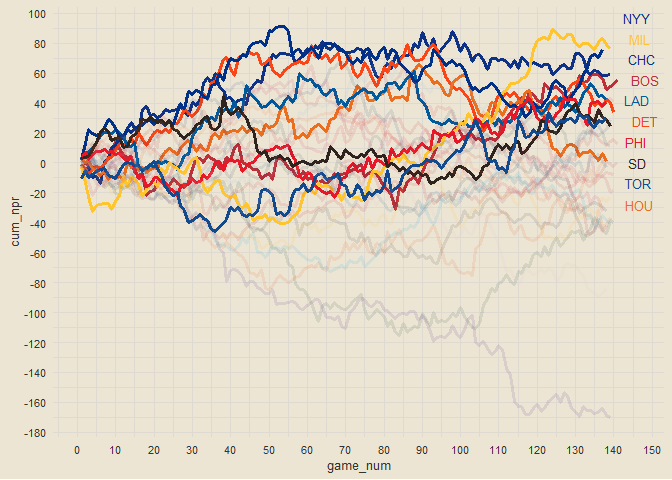 100
80
60
40
20
0
-20
-40
-60
-80
-100
-120
-140
-160
-180
cum_npr
NYY
MIL
CHC
BOS
LAD
DET
PHI
SD
TOR
HOU
0 10 20 30 40 50 60 70 80 90 100 110 120 130 140 150
game_num